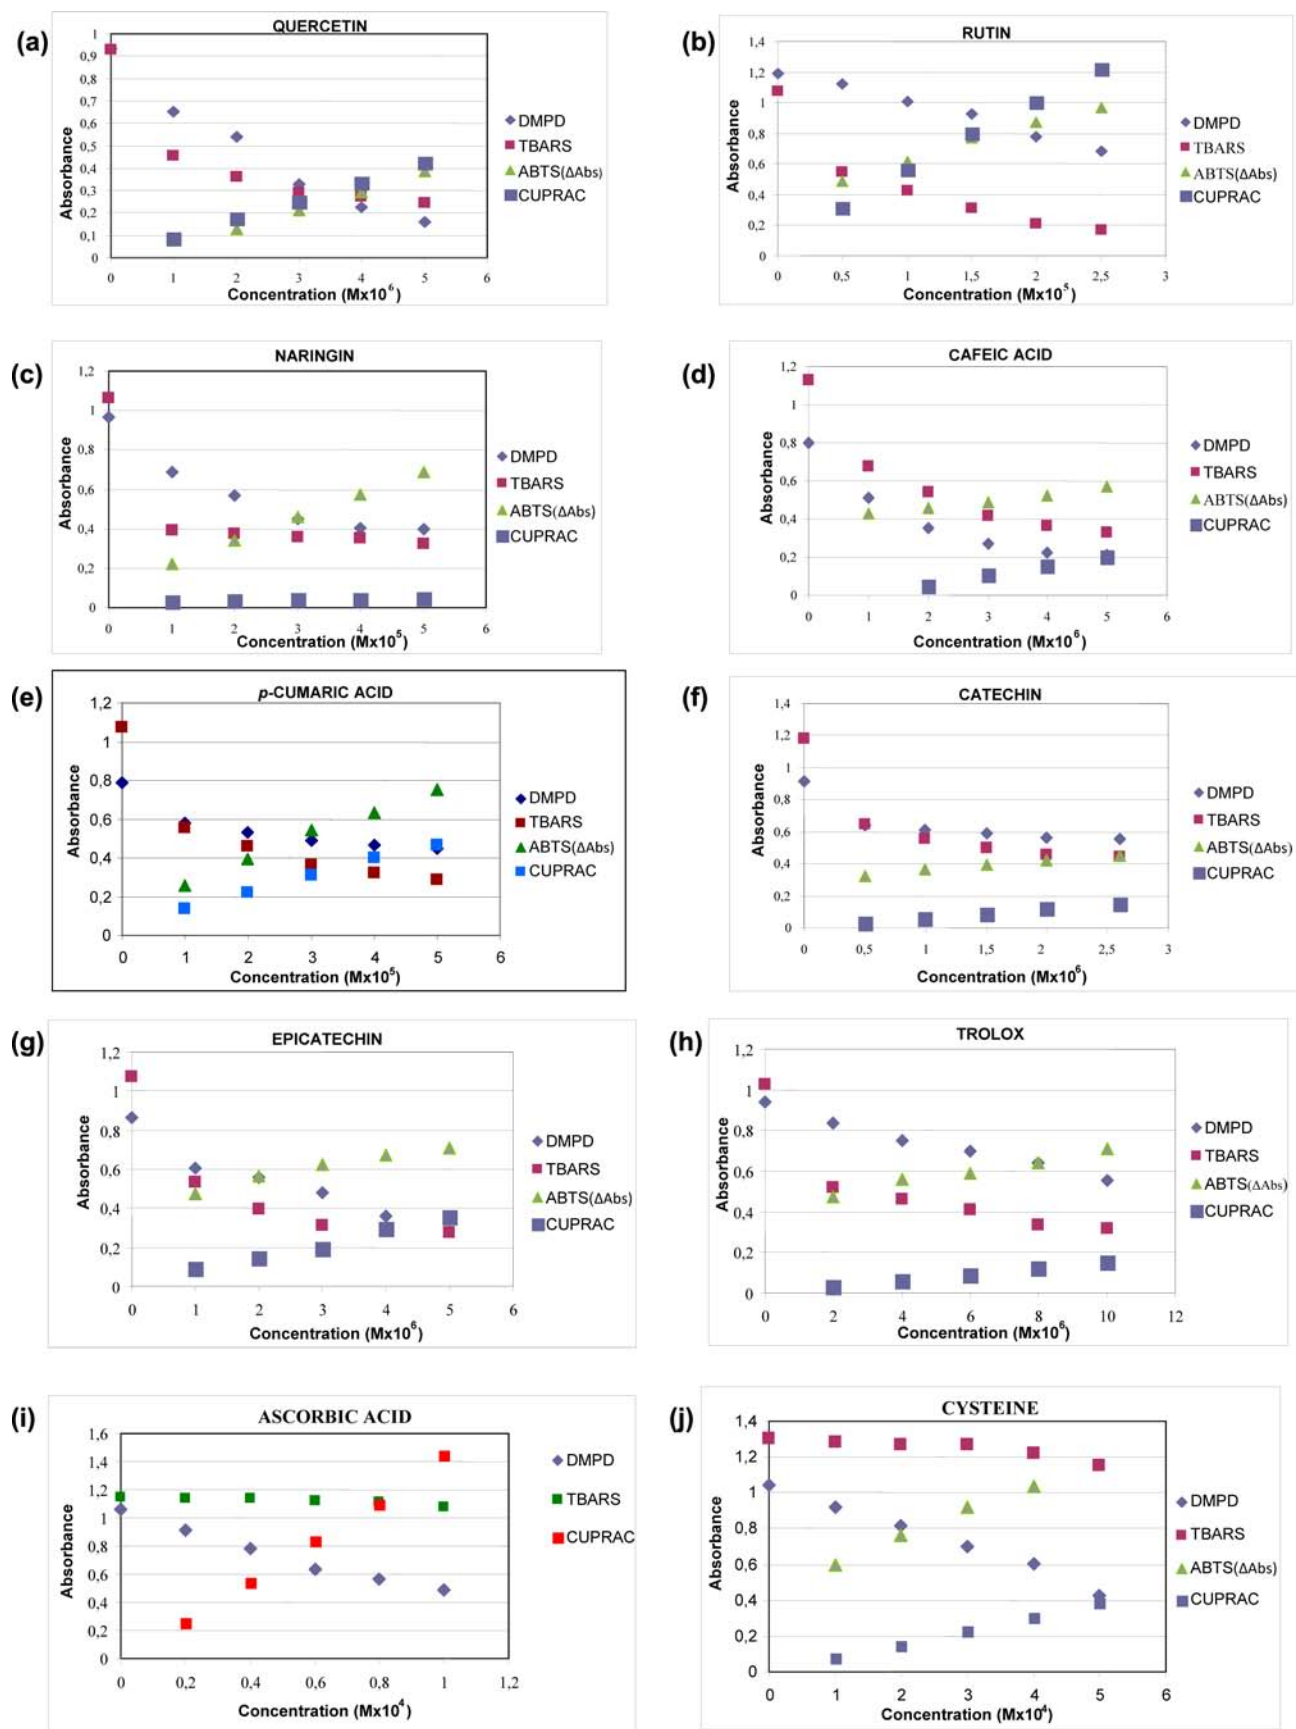 (a)
QUERCETIN
1
0,9
0,8
0,7
0,6
0,5
0,4
0,3
0,2
0,1
0
Absorbance
0 1 2 3 4 5 6
Concentration (Mx10⁶)
DMPD
TBARS
ABTS(ΔAbs)
CUPRAC
(b)
RUTIN
1,4
1,2
1
0,8
0,6
0,4
0,2
0
Absorbance
0 0,5 1 1,5 2 2,5 3
Concentration (Mx10⁵)
DMPD
TBARS
ABTS(ΔAbs)
CUPRAC
(c)
NARINGIN
1,2
1
0,8
0,6
0,4
0,2
0
Absorbance
0 1 2 3 4 5 6
Concentration (Mx10⁵)
DMPD
TBARS
ABTS(ΔAbs)
CUPRAC
(d)
CAFEIC ACID
1,2
1
0,8
0,6
0,4
0,2
0
Absorbance
0 1 2 3 4 5 6
Concentration (Mx10⁶)
DMPD
TBARS
ABTS(ΔAbs)
CUPRAC
(e)
p-CUMARIC ACID
1,2
1
0,8
0,6
0,4
0,2
0
Absorbance
0 1 2 3 4 5 6
Concentration (Mx10⁵)
DMPD
TBARS
ABTS(ΔAbs)
CUPRAC
(f)
CATECHIN
1,4
1,2
1
0,8
0,6
0,4
0,2
0
Absorbance
0 0,5 1 1,5 2 2,5 3
Concentration (Mx10⁶)
DMPD
TBARS
ABTS(ΔAbs)
CUPRAC
(g)
EPICATECHIN
1,2
1
0,8
0,6
0,4
0,2
0
Absorbance
0 1 2 3 4 5 6
Concentration (Mx10⁶)
DMPD
TBARS
ABTS(ΔAbs)
CUPRAC
(h)
TROLOX
1,2
1
0,8
0,6
0,4
0,2
0
Absorbance
0 2 4 6 8 10 12
Concentration (Mx10⁶)
DMPD
TBARS
ABTS(ΔAbs)
CUPRAC
(i)
ASCORBIC ACID
1,6
1,4
1,2
1
0,8
0,6
0,4
0,2
0
Absorbance
0 0,2 0,4 0,6 0,8 1 1,2
Concentration (Mx10⁴)
DMPD
TBARS
CUPRAC
(j)
CYSTEINE
1,4
1,2
1
0,8
0,6
0,4
0,2
0
Absorbance
0 1 2 3 4 5 6
Concentration (Mx10⁴)
DMPD
TBARS
ABTS(ΔAbs)
CUPRAC